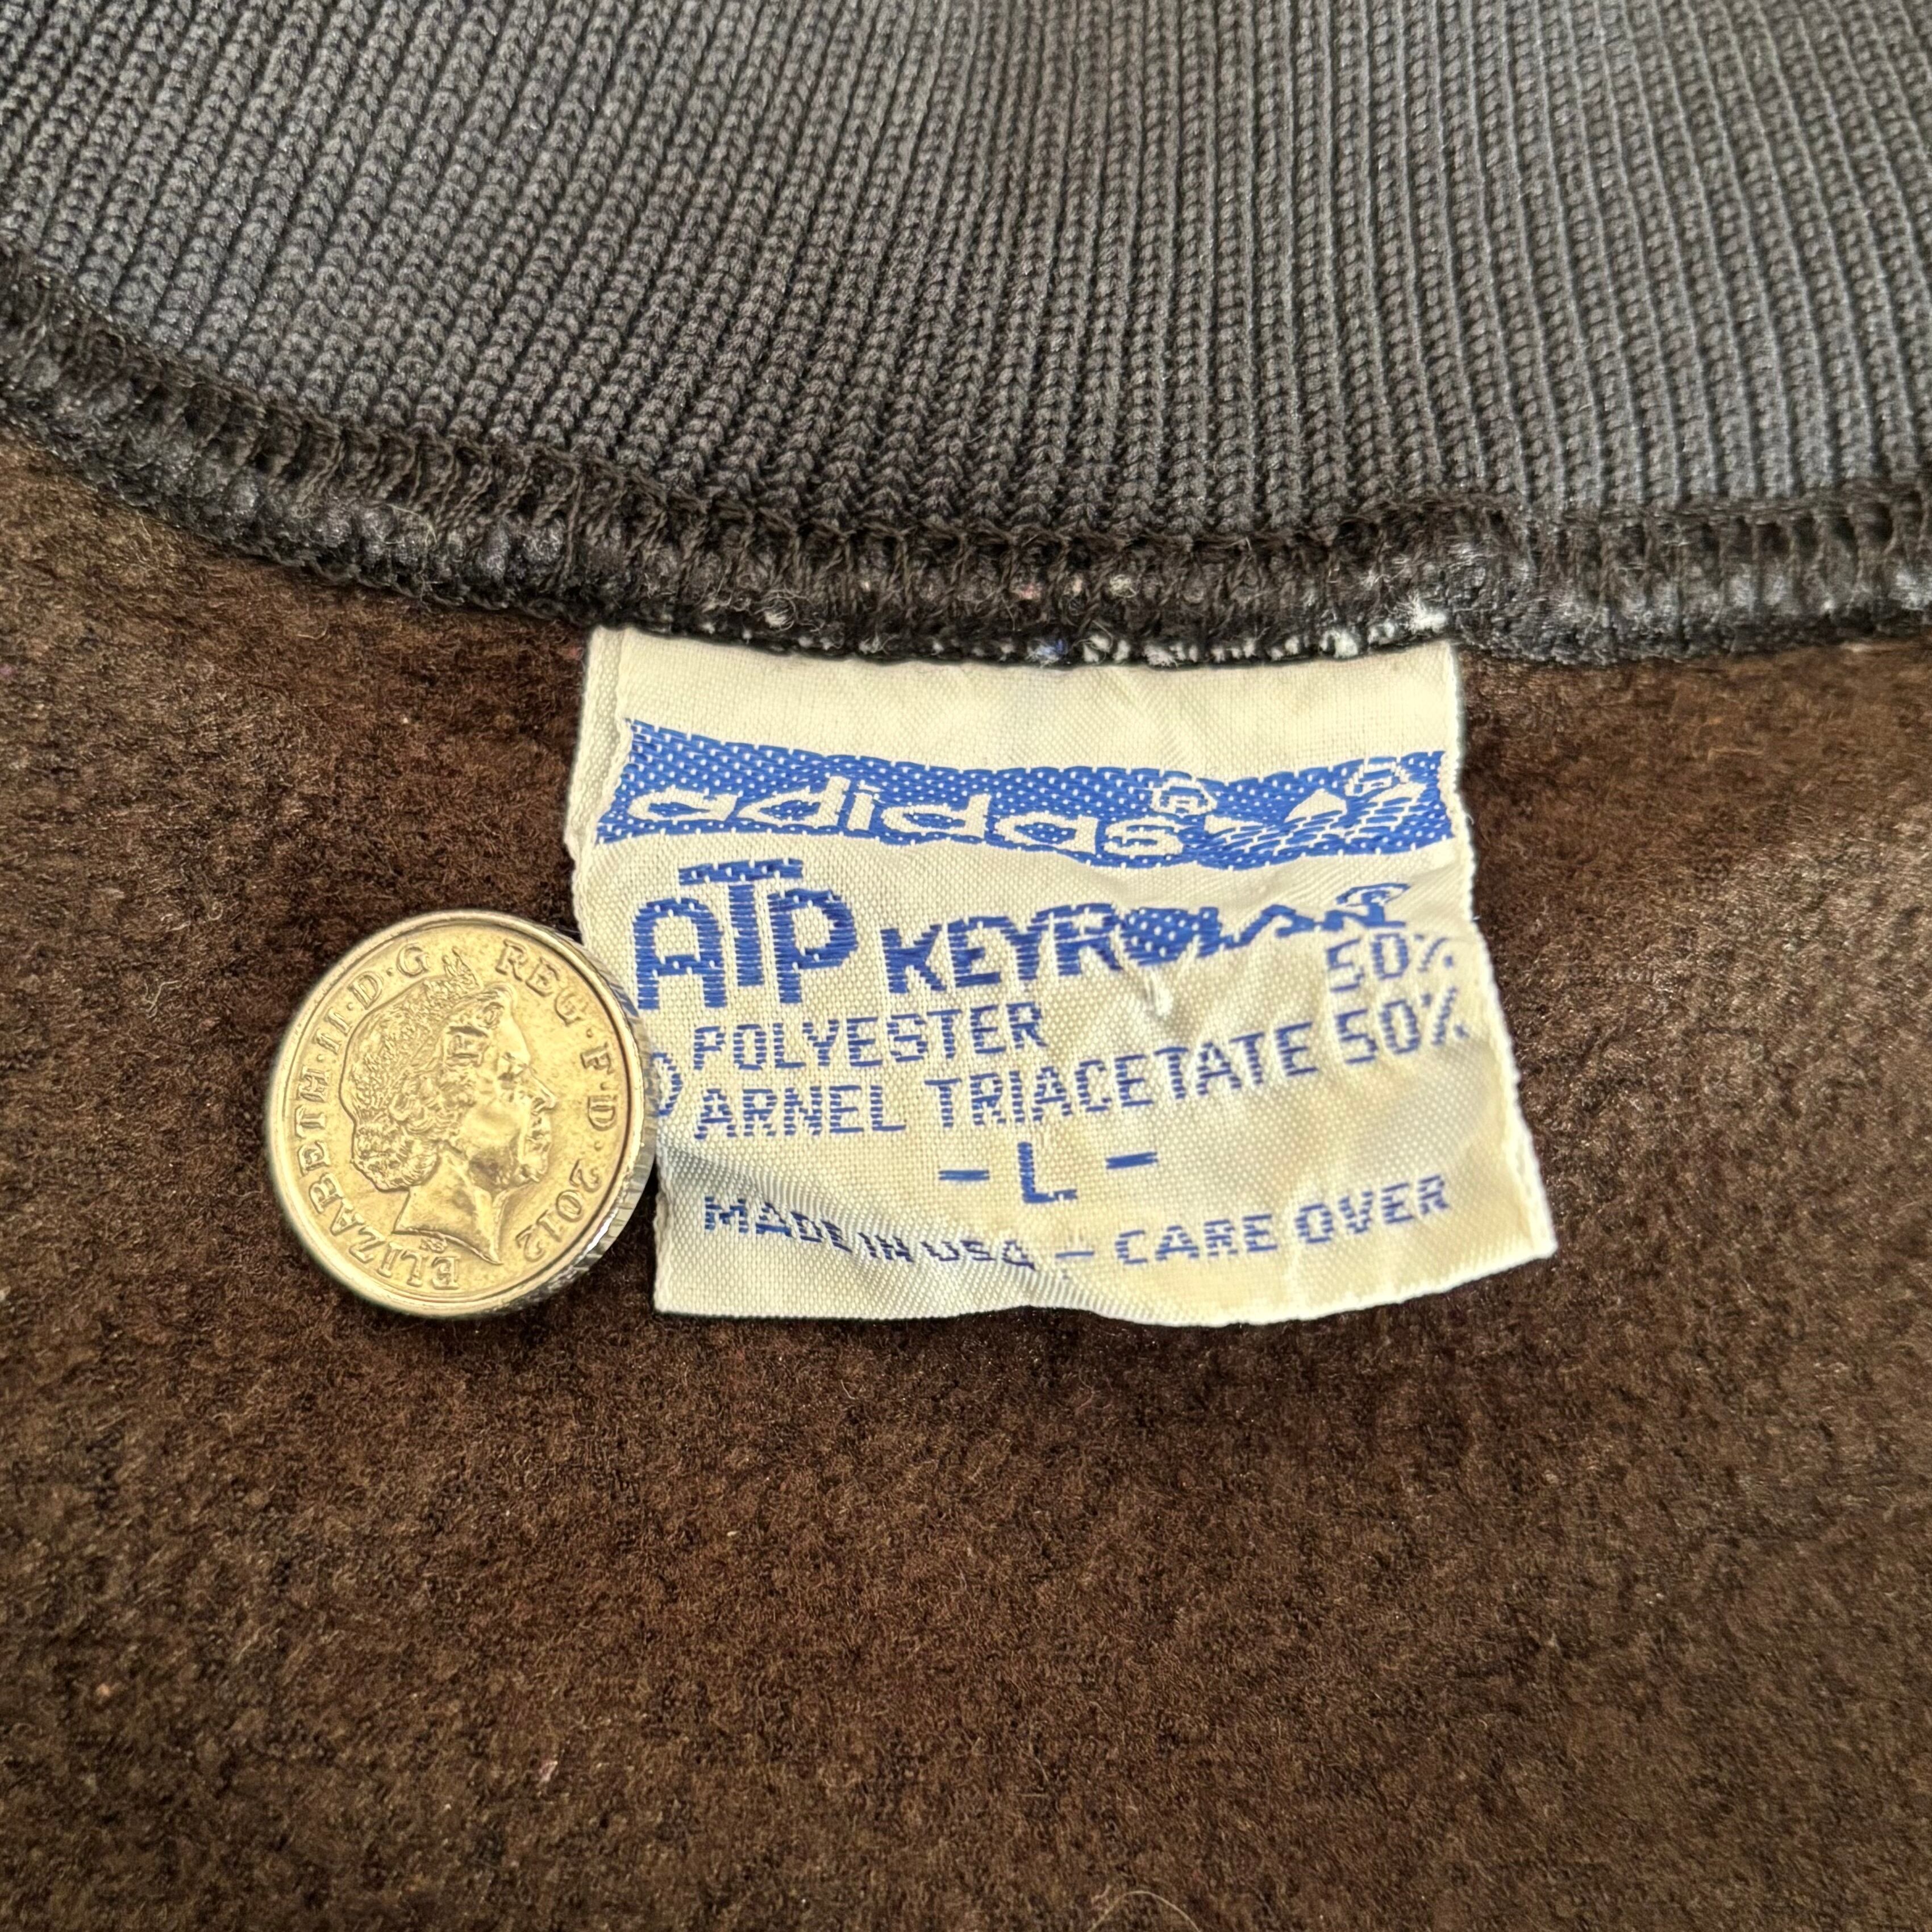 adidas®
ATP KEYROLAN®
50%
POLYESTER
ARNEL TRIACETATE 50%
- L -
MADE IN USA - CARE OVER
ELIZABETH·II·D·G REG·F·D·2012